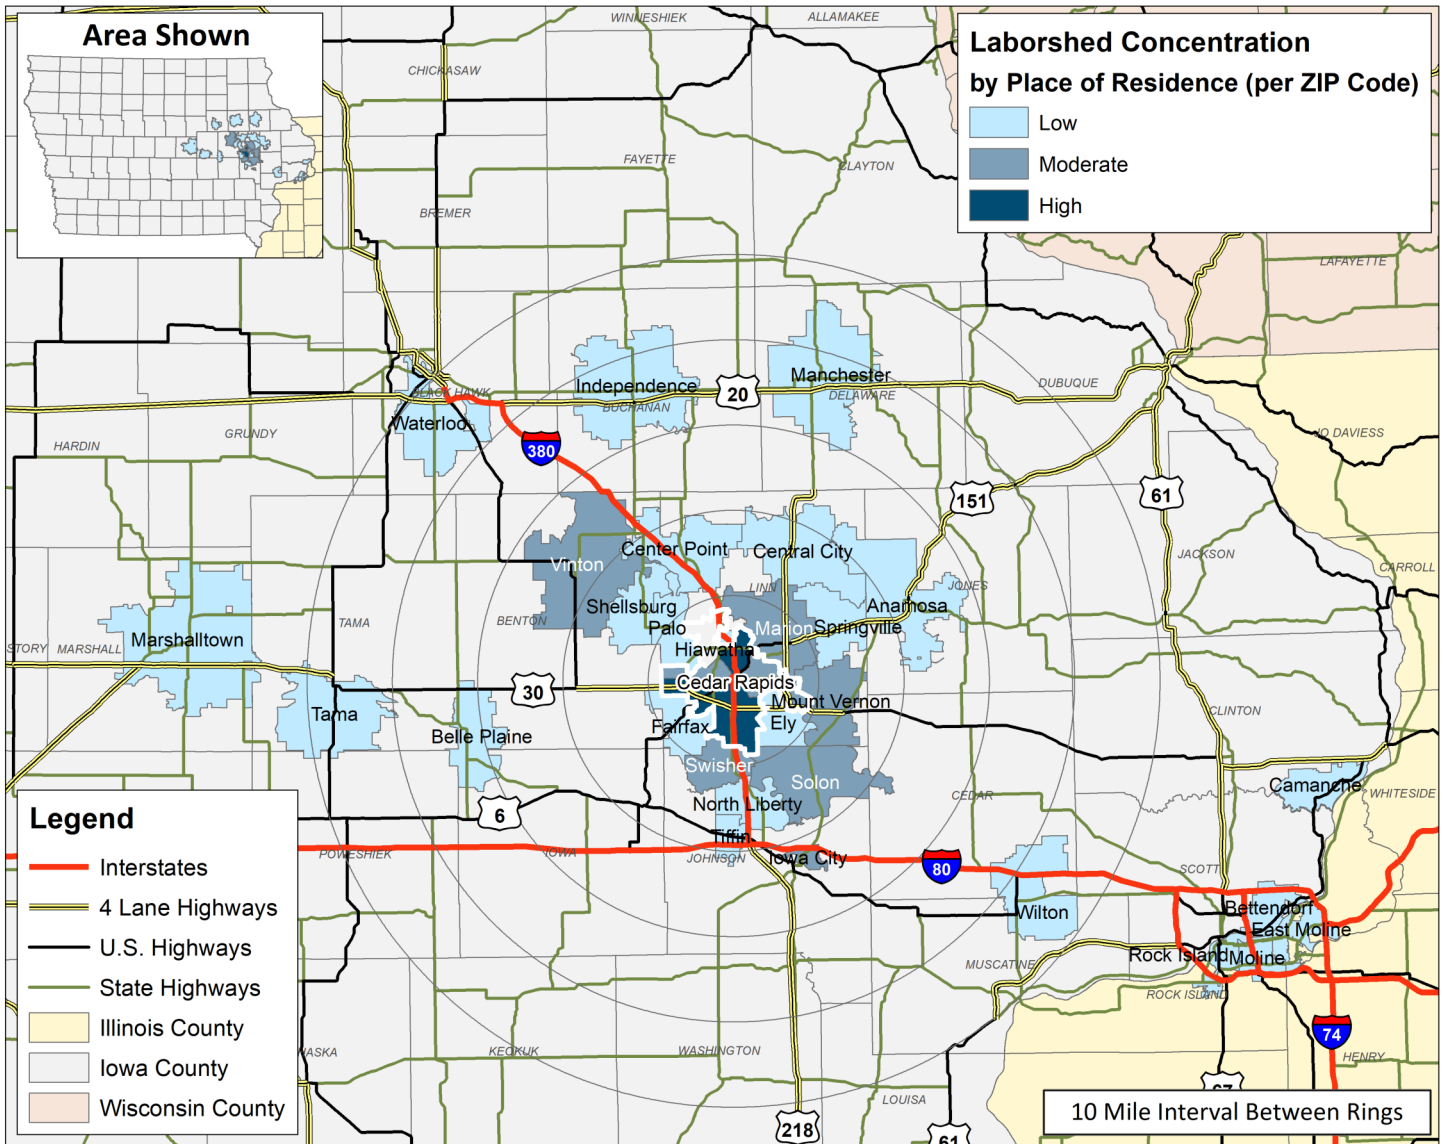 Area Shown
WINNESHIEK
ALLAMAKEE
CHICKASAW
Laborshed Concentration
by Place of Residence (per ZIP Code)
Low
Moderate
High
FAYETTE
CLAYTON
BREMER
LAFAYETTE
Independence
Manchester
20
DUBUQUE
BLACK HAWK
BUCHANAN
DELAWARE
Waterloo
GRUNDY
HARDIN
JO DAVIESS
380
151
61
Center Point
Central City
Vinton
JACKSON
CARROLL
LINN
JONES
Shellsburg
Anamosa
BENTON
TAMA
Palo
Marion
Springville
Marshalltown
STORY
MARSHALL
Hiawatha
Cedar Rapids
30
Mount Vernon
Tama
CLINTON
Belle Plaine
Fairfax
Ely
Swisher
Solon
Camanche
CEDAR
WHITESIDE
North Liberty
6
Tiffin
POWESHIEK
IOWA
JOHNSON
Iowa City
80
SCOTT
Wilton
Bettendorf
East Moline
Rock Island
Moline
MUSCATINE
ROCK ISLAND
74
KEOKUK
WASHINGTON
HENRY
LOUISA
218
61
67
Legend
Interstates
4 Lane Highways
U.S. Highways
State Highways
Illinois County
Iowa County
Wisconsin County
10 Mile Interval Between Rings